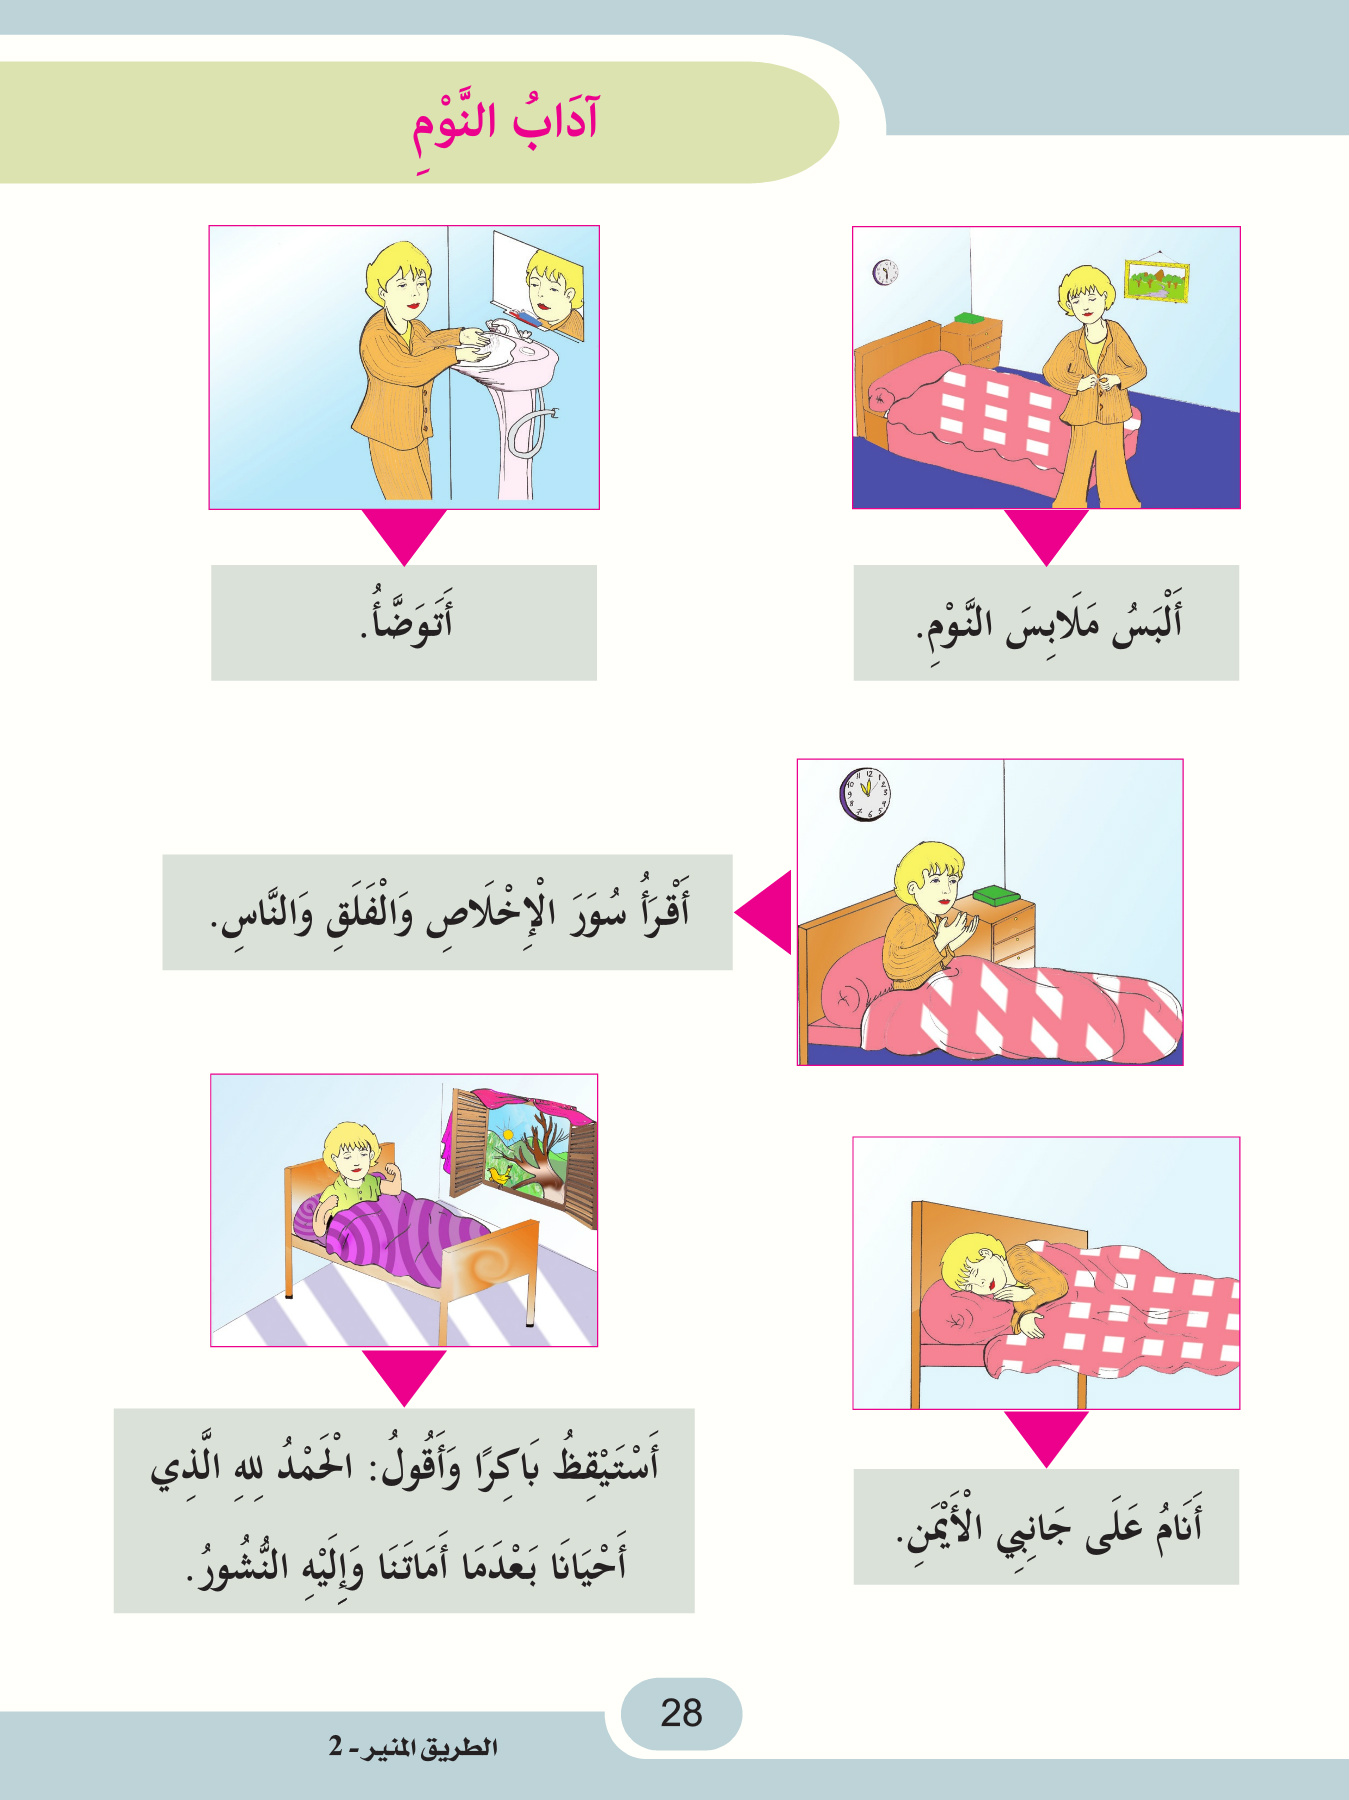 آدَابُ النَّوْمِ
أَلْبَسُ مَلَابِسَ النَّوْمِ.
أَتَوَضَّأُ.
أَقْرَأُ سُوَرَ الْإِخْلَاصِ وَالْفَلَقِ وَالنَّاسِ.
أَنَامُ عَلَى جَانِبِي الْأَيْمَنِ.
أَسْتَيْقِظُ بَاكِرًا وَأَقُولُ: الْحَمْدُ لِلهِ الَّذِي
أَحْيَانَا بَعْدَمَا أَمَاتَنَا وَإِلَيْهِ النُّشُورُ.
28
الطريق المنير - 2